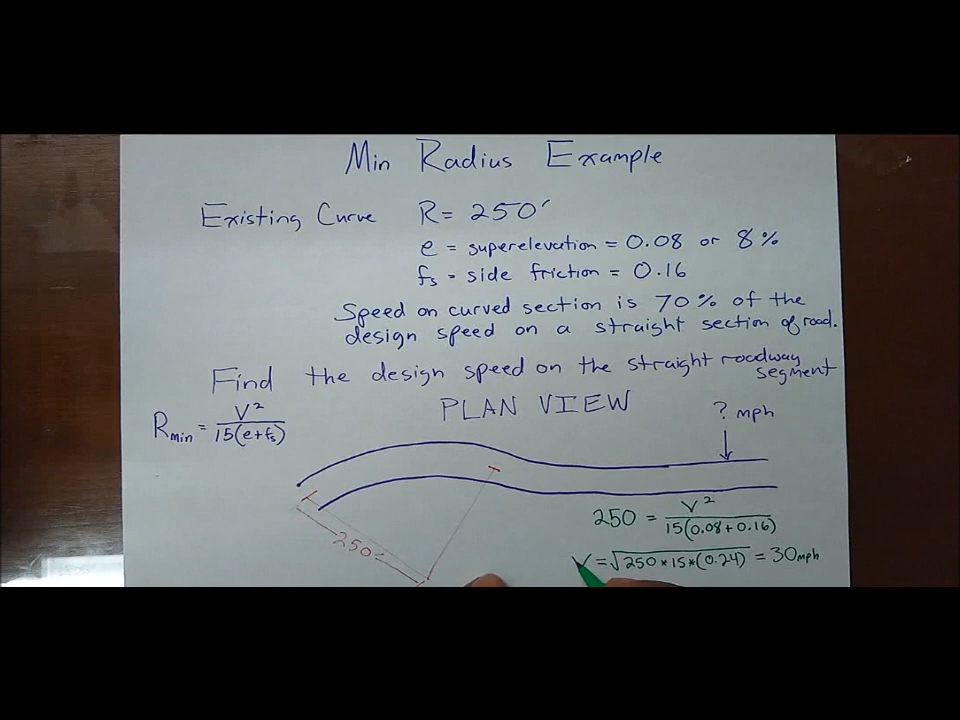 Min Radius Example
Existing Curve R = 250'
e = superelevation = 0.08 or 8%
fs = side friction = 0.16
Speed on curved section is 70% of the
design speed on a straight section of road.
Find the design speed on the straight roadway
segment
Rmin = V² / 15(e+fs)
PLAN VIEW
? mph
250'
250 = V² / 15(0.08+0.16)
V = √250*15*(0.24) = 30mph